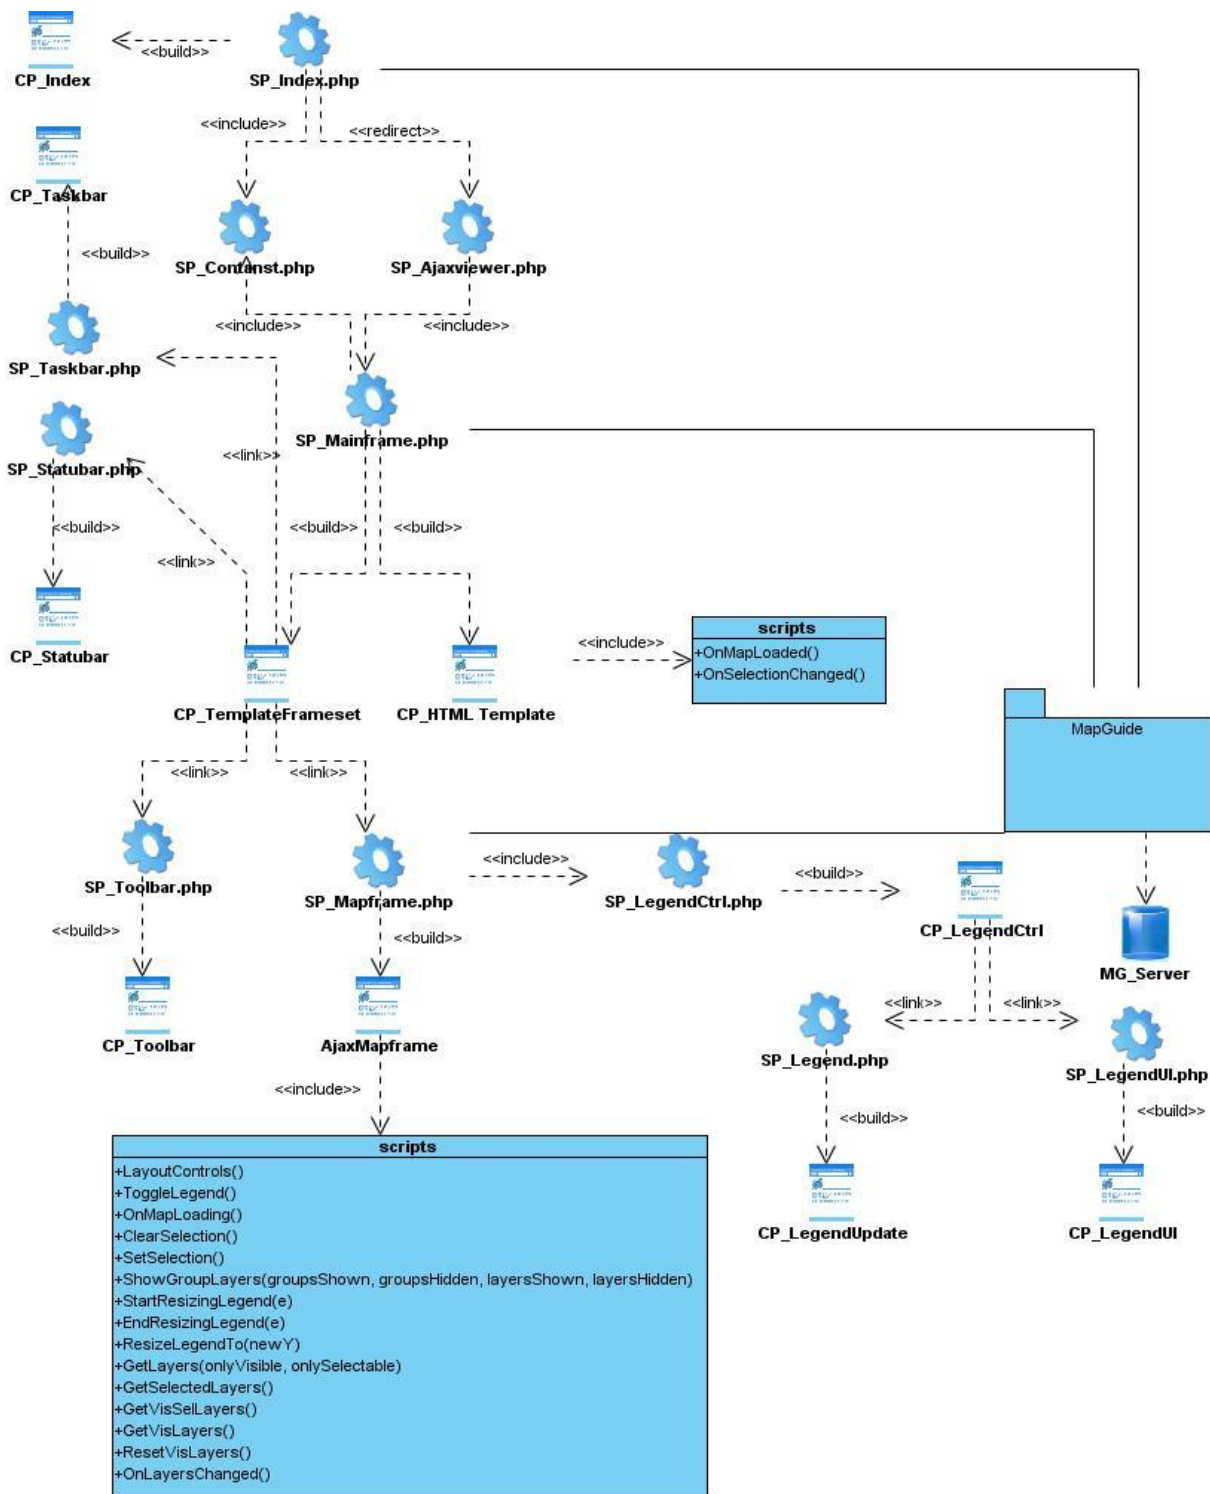 <<build>>
CP_Index
SP_Index.php
<<include>>
<<redirect>>
CP_Taskbar
<<build>>
SP_Contanst.php
SP_Ajaxviewer.php
<<include>>
<<include>>
SP_Taskbar.php
SP_Mainframe.php
SP_Statubar.php
<<link>>
<<build>>
<<build>>
<<build>>
<<link>>
CP_Statubar
scripts
<<include>>
+OnMapLoaded()
+OnSelectionChanged()
CP_TemplateFrameset
CP_HTML Template
MapGuide
<<link>>
<<link>>
<<include>>
<<build>>
SP_Toolbar.php
SP_Mapframe.php
SP_LegendCtrl.php
CP_LegendCtrl
<<build>>
<<build>>
MG_Server
<<link>>
<<link>>
CP_Toolbar
AjaxMapframe
SP_Legend.php
SP_LegendUI.php
<<include>>
<<build>>
<<build>>
CP_LegendUpdate
CP_LegendUI
scripts
+LayoutControls()
+ToggleLegend()
+OnMapLoading()
+ClearSelection()
+SetSelection()
+ShowGroupLayers(groupsShown, groupsHidden, layersShown, layersHidden)
+StartResizingLegend(e)
+EndResizingLegend(e)
+ResizeLegendTo(newY)
+GetLayers(onlyVisible, onlySelectable)
+GetSelectedLayers()
+GetVisSelLayers()
+GetVisLayers()
+ResetVisLayers()
+OnLayersChanged()